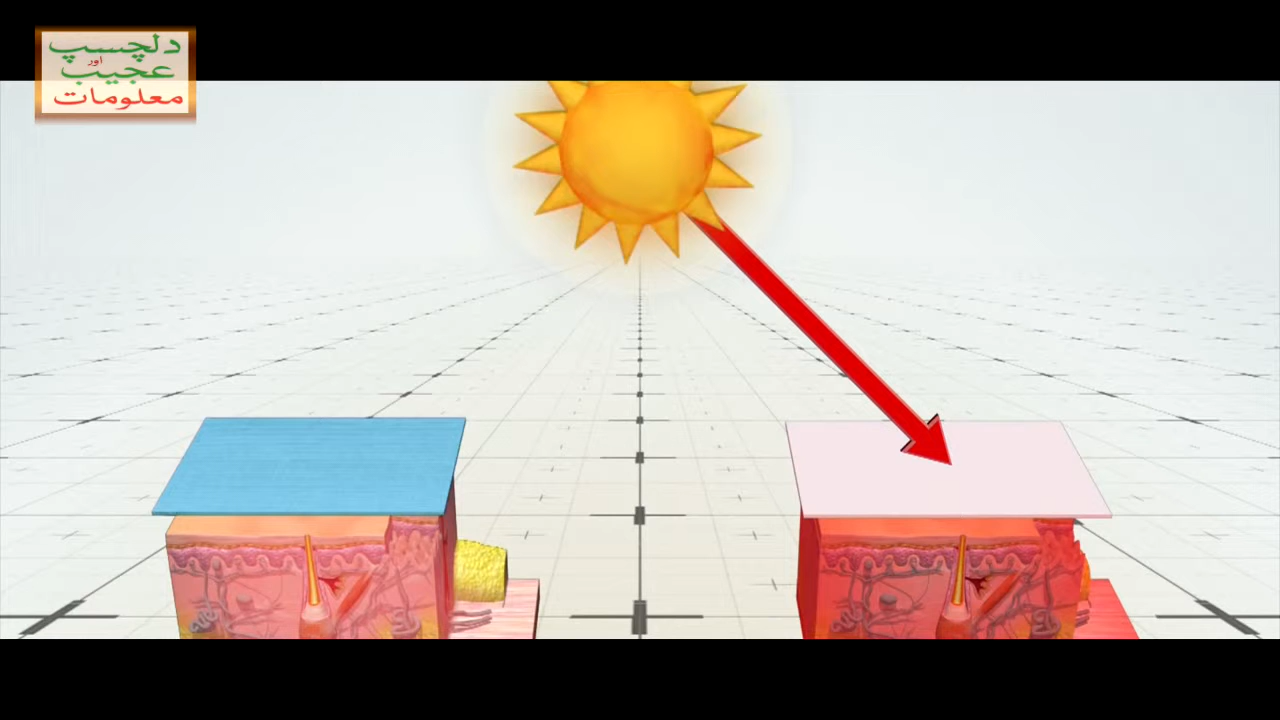 دلچسپ
اور
عجیب
معلومات